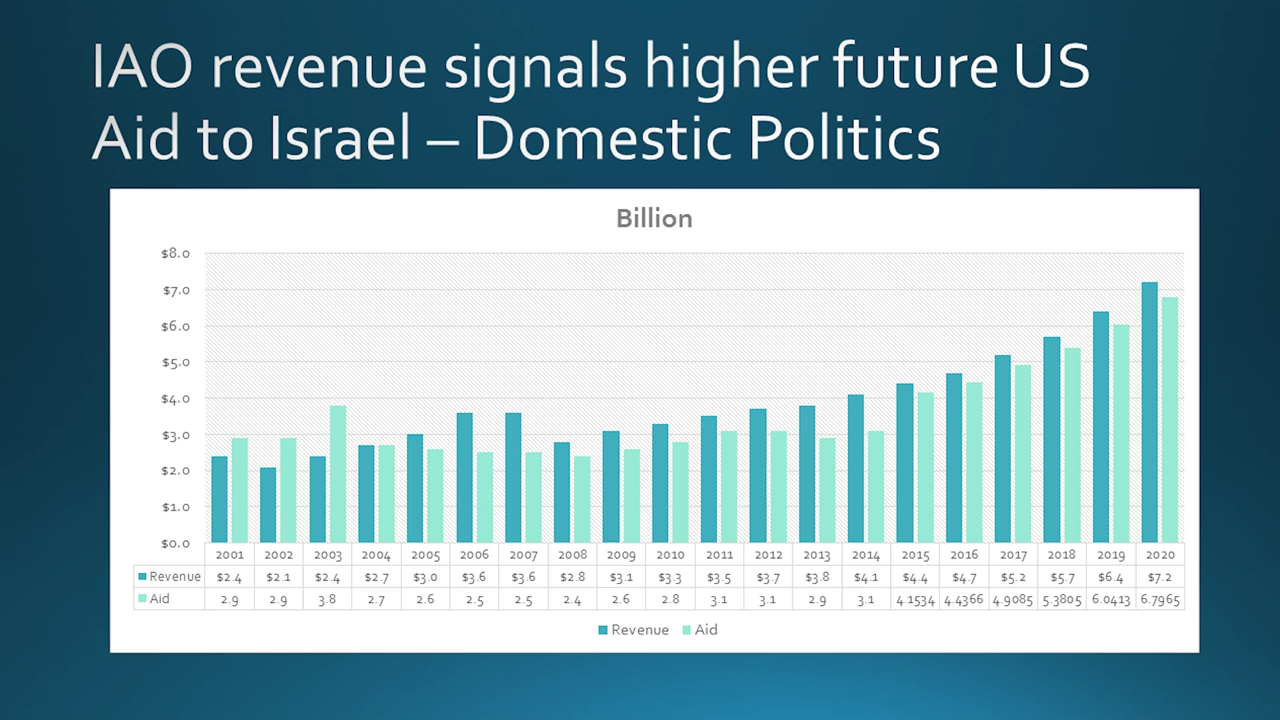 IAO revenue signals higher future US
Aid to Israel – Domestic Politics
Billion
$8.0
$7.0
$6.0
$5.0
$4.0
$3.0
$2.0
$1.0
$0.0
2001 2002 2003 2004 2005 2006 2007 2008 2009 2010 2011 2012 2013 2014 2015 2016 2017 2018 2019 2020
Revenue $2.4 $2.1 $2.4 $2.7 $3.0 $3.6 $3.6 $2.8 $3.1 $3.3 $3.5 $3.7 $3.8 $4.1 $4.4 $4.7 $5.2 $5.7 $6.4 $7.2
Aid 2.9 2.9 3.8 2.7 2.6 2.5 2.5 2.4 2.6 2.8 3.1 3.1 2.9 3.1 4.1534 4.4366 4.9085 5.3805 6.0413 6.7965
Revenue Aid